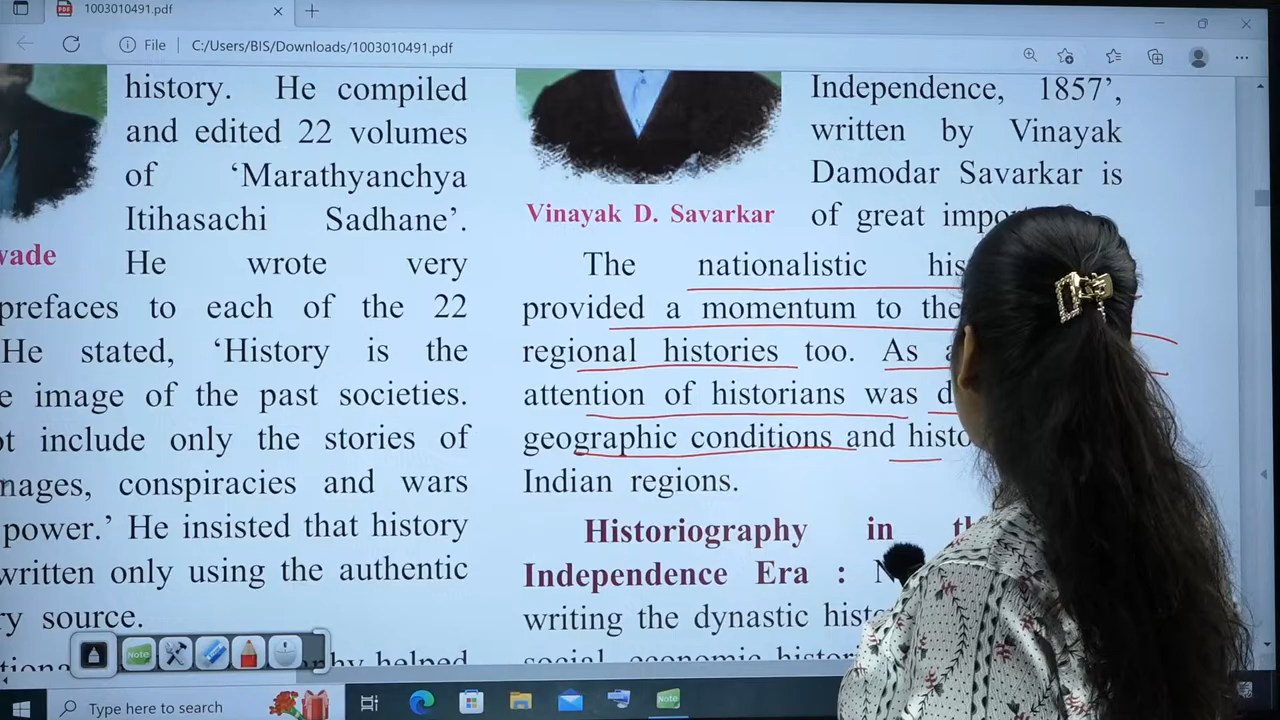 1003010491.pdf
File
C:/Users/BIS/Downloads/1003010491.pdf
history. He compiled
and edited 22 volumes
of 'Marathyanchya
Itihasachi Sadhane'.
He wrote very
prefaces to each of the 22
He stated, 'History is the
image of the past societies.
include only the stories of
conspiracies and wars
power.' He insisted that history
written only using the authentic
source.
helped
Independence, 1857',
written by Vinayak
Damodar Savarkar is
of great
Vinayak D. Savarkar
The nationalistic
provided a momentum to the
regional histories too. As
attention of historians was
geographic conditions and
Indian regions.
Historiography in
Independence Era :
writing the dynastic
social, economic
Note
Type here to search
Note